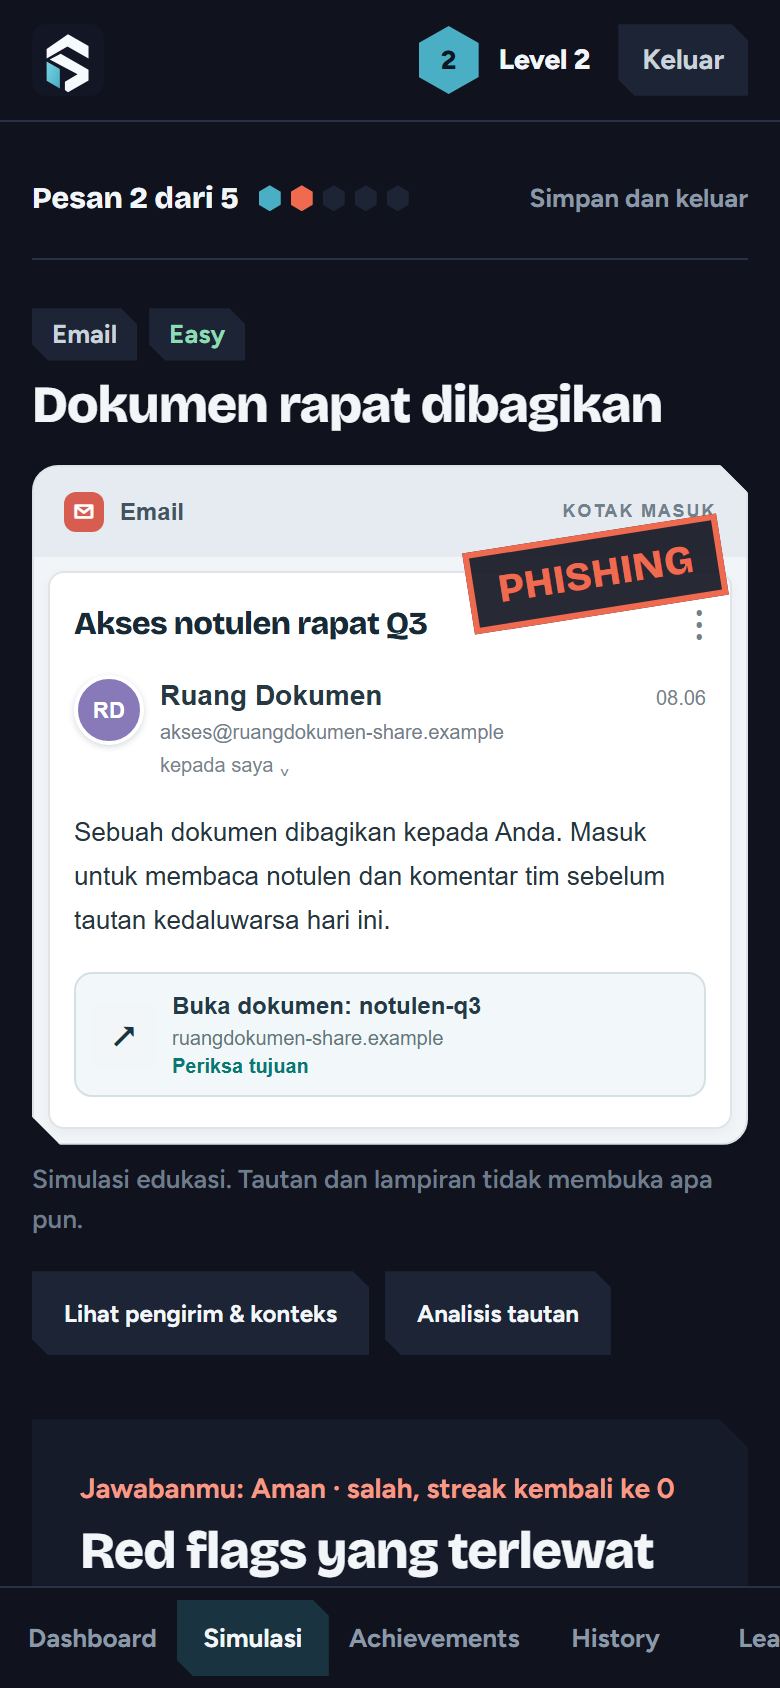 2
Level 2
Keluar
Pesan 2 dari 5
Simpan dan keluar
Email
Easy
Dokumen rapat dibagikan
Email
KOTAK MASUK
PHISHING
Akses notulen rapat Q3
RD
Ruang Dokumen
08.06
akses@ruangdokumen-share.example
kepada saya
Sebuah dokumen dibagikan kepada Anda. Masuk
untuk membaca notulen dan komentar tim sebelum
tautan kedaluwarsa hari ini.
Buka dokumen: notulen-q3
ruangdokumen-share.example
Periksa tujuan
Simulasi edukasi. Tautan dan lampiran tidak membuka apa
pun.
Lihat pengirim & konteks
Analisis tautan
Jawabanmu: Aman · salah, streak kembali ke 0
Red flags yang terlewat
Dashboard
Simulasi
Achievements
History
Lea